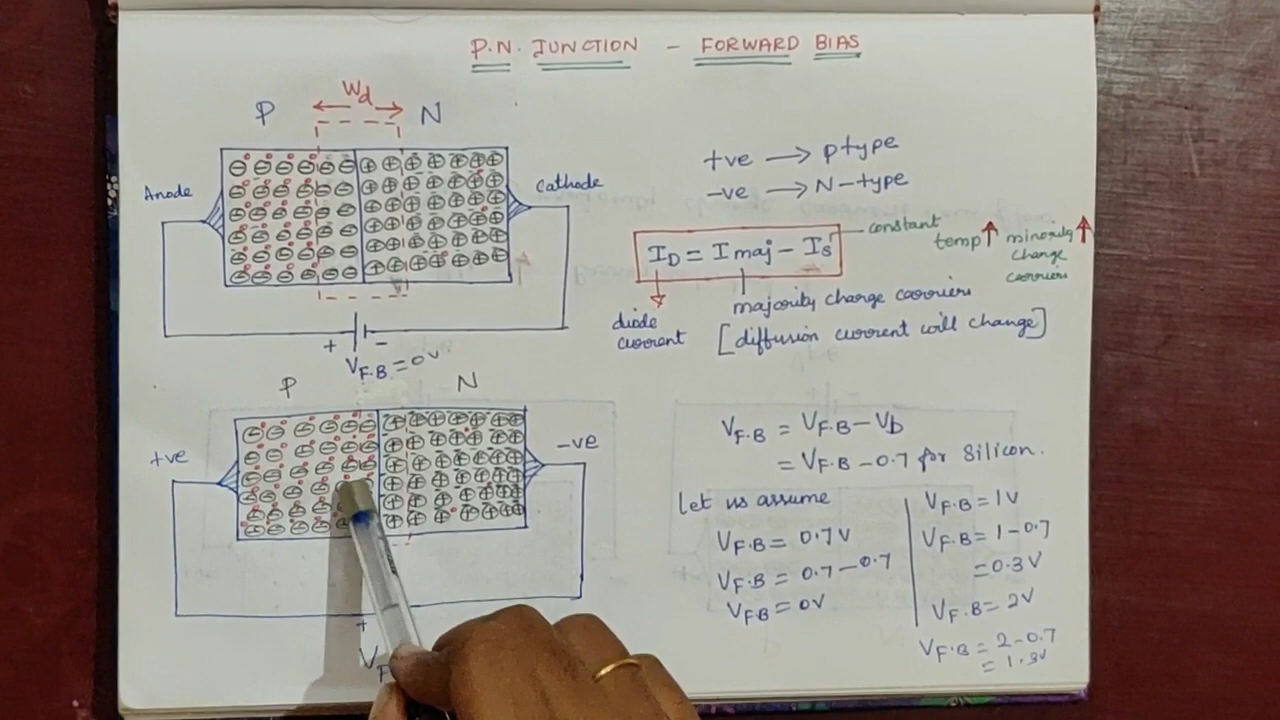 P.N. JUNCTION - FORWARD BIAS
Wd
P N
Anode
Cathode
+ -
VF.B. = 0V
+ve → p type
-ve → N-type
ID = Imaj - Is
constant
temp↑ minority↑
charge
carriers
diode
current
majority charge carriers
[diffusion current will change]
P N
+ve
-ve
+
VF
VF.B = VF.B - Vb
= VF.B - 0.7 for Silicon.
let us assume
VF.B = 0.7V
VF.B = 0.7-0.7
VF.B = 0V
VF.B = 1V
VF.B = 1-0.7
= 0.3V
VF.B = 2V
VF.B = 2-0.7
= 1.3V